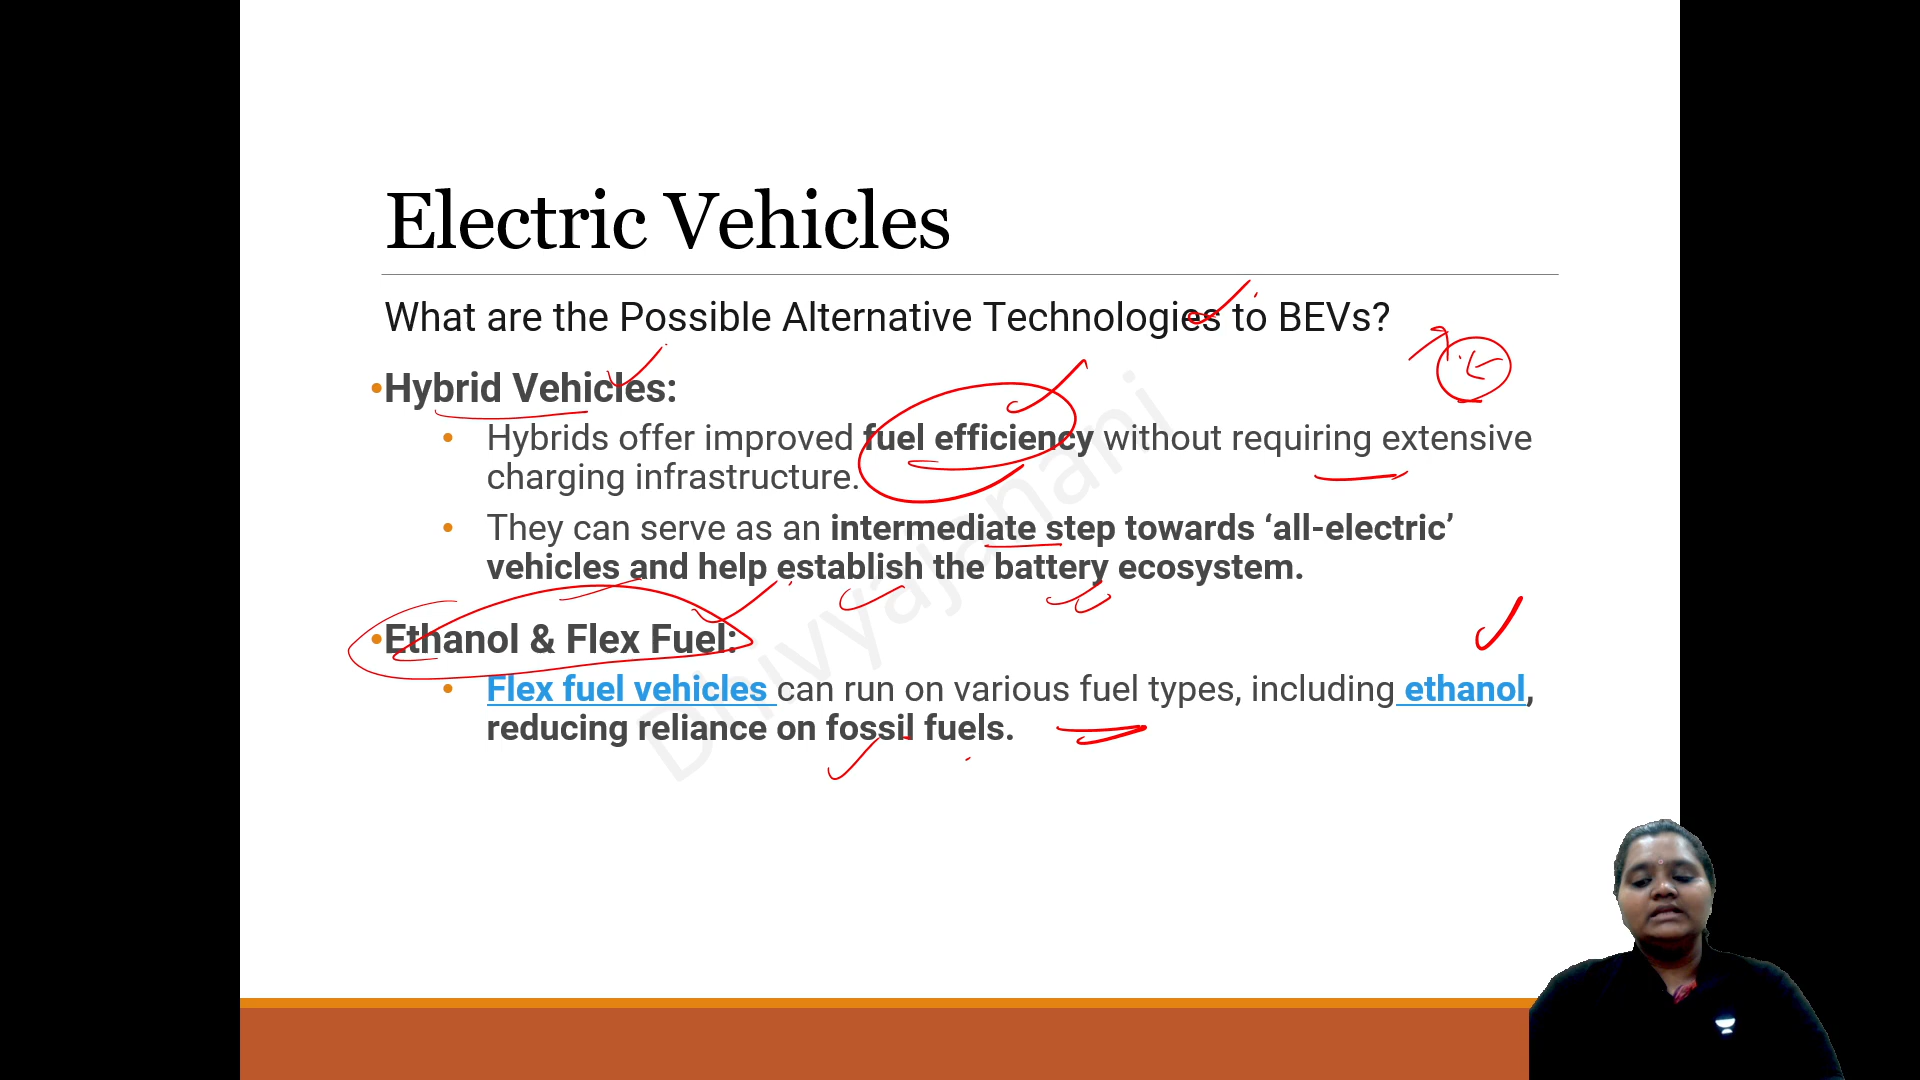 Electric Vehicles
What are the Possible Alternative Technologies to BEVs?
•Hybrid Vehicles:
• Hybrids offer improved fuel efficiency without requiring extensive
charging infrastructure.
• They can serve as an intermediate step towards ‘all-electric’
vehicles and help establish the battery ecosystem.
•Ethanol & Flex Fuel:
• Flex fuel vehicles can run on various fuel types, including ethanol,
reducing reliance on fossil fuels.
Dhivyajanani